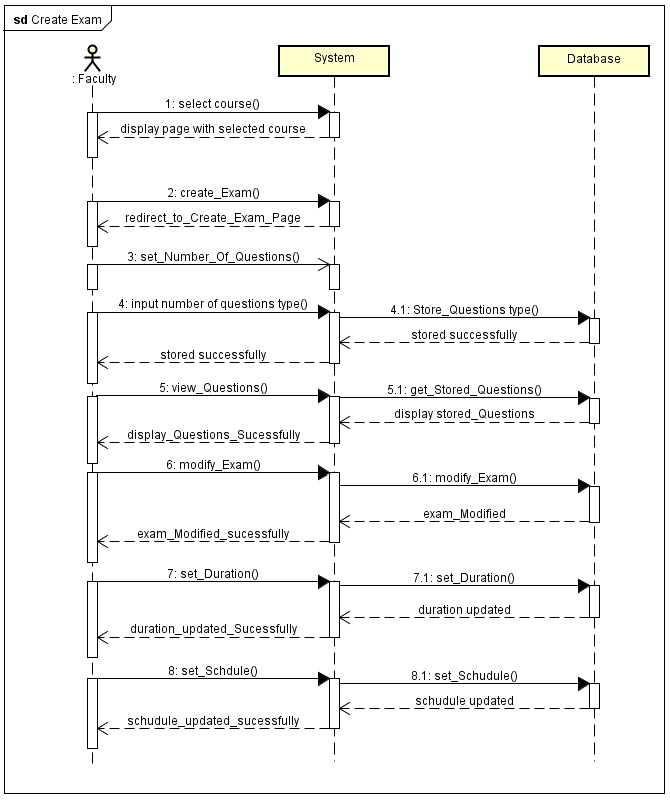 sd Create Exam
: Faculty
System
Database
1: select course()
display page with selected course
2: create_Exam()
redirect_to_Create_Exam_Page
3: set_Number_Of_Questions()
4: input number of questions type()
4.1: Store_Questions type()
stored successfully
stored successfully
5: view_Questions()
5.1: get_Stored_Questions()
display stored_Questions
display_Questions_Sucessfully
6: modify_Exam()
6.1: modify_Exam()
exam_Modified
exam_Modified_sucessfully
7: set_Duration()
7.1: set_Duration()
duration updated
duration_updated_Sucessfully
8: set_Schdule()
8.1: set_Schudule()
schudule updated
schudule_updated_sucessfully